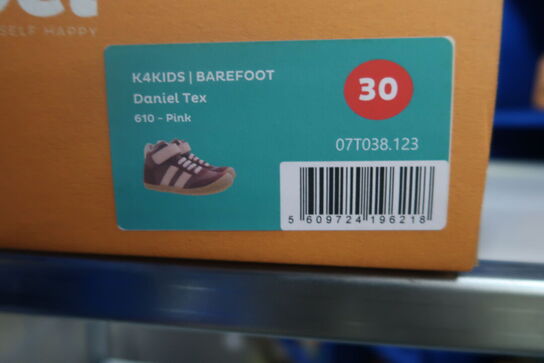 SELF HAPPY
K4KIDS | BAREFOOT
Daniel Tex
610 - Pink
30
07T038.123
5 609724 196218